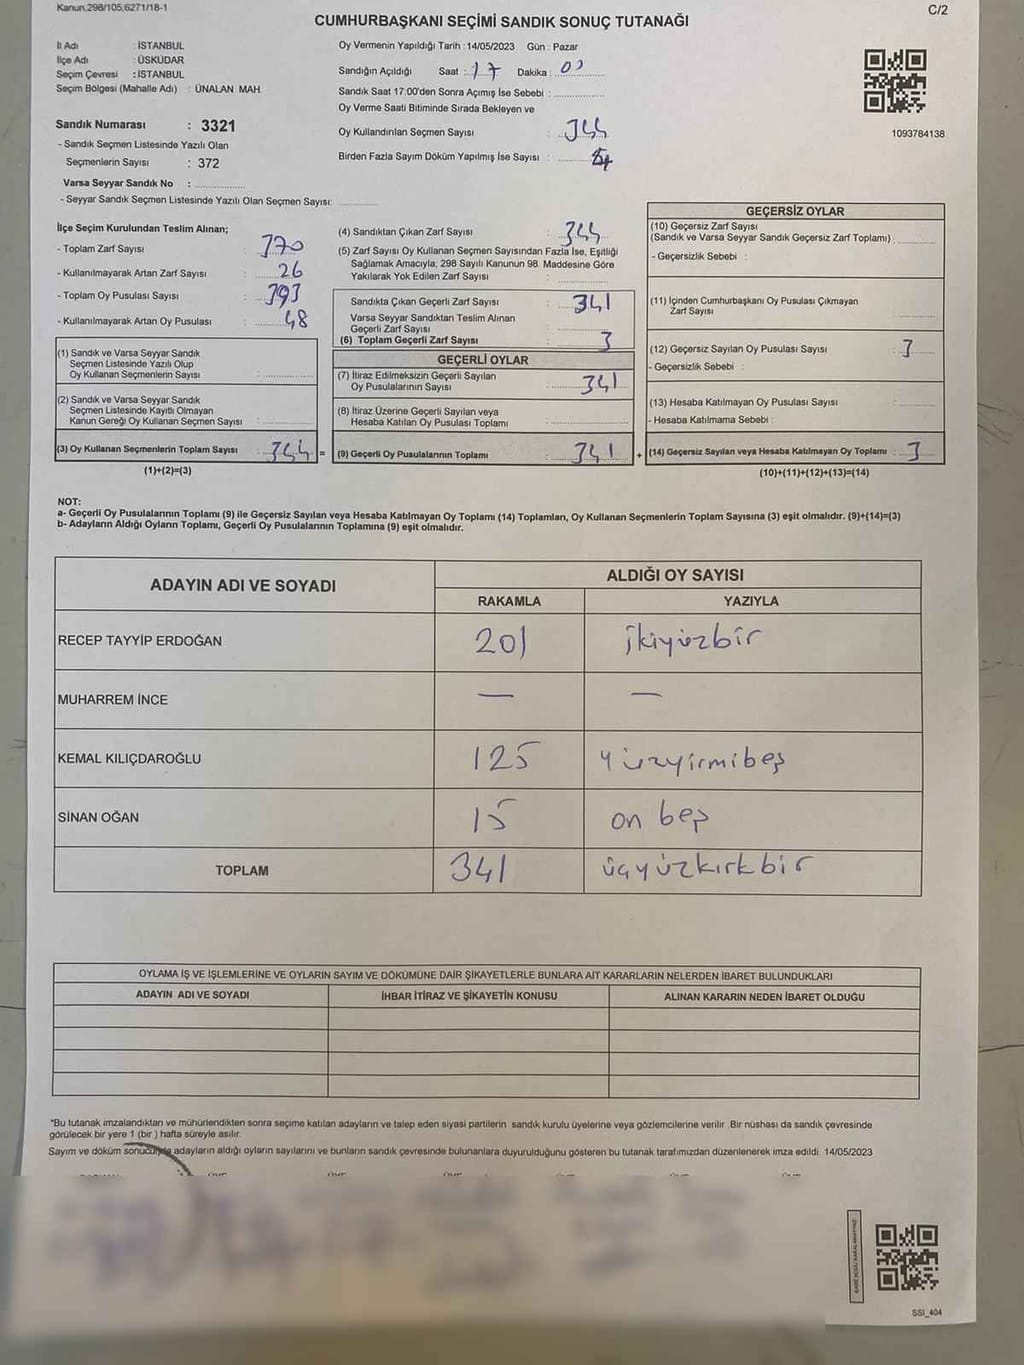 Kanun,298/105,6271/18-1
C/2
CUMHURBAŞKANI SEÇİMİ SANDIK SONUÇ TUTANAĞI
İl Adı : İSTANBUL
İlçe Adı : ÜSKÜDAR
Seçim Çevresi : İSTANBUL
Seçim Bölgesi (Mahalle Adı) : ÜNALAN MAH.
Sandık Numarası : 3321
- Sandık Seçmen Listesinde Yazılı Olan
Seçmenlerin Sayısı : 372
Varsa Seyyar Sandık No :
- Seyyar Sandık Seçmen Listesinde Yazılı Olan Seçmen Sayısı:
Oy Vermenin Yapıldığı Tarih :14/05/2023 Gün : Pazar
Sandığın Açıldığı Saat : 17 Dakika :
Sandık Saat 17:00'den Sonra Açımış İse Sebebi :
Oy Verme Saati Bitiminde Sırada Bekleyen ve
Oy Kullandırılan Seçmen Sayısı : 344
Birden Fazla Sayım Döküm Yapılmış İse Sayısı :
1093784138
İlçe Seçim Kurulundan Teslim Alınan;
- Toplam Zarf Sayısı : 370
- Kullanılmayarak Artan Zarf Sayısı : 26
- Toplam Oy Pusulası Sayısı : 393
- Kullanılmayarak Artan Oy Pusulası : 48
(1) Sandık ve Varsa Seyyar Sandık
Seçmen Listesinde Yazılı Olup
Oy Kullanan Seçmenlerin Sayısı :
(2) Sandık ve Varsa Seyyar Sandık
Seçmen Listesinde Kayıtlı Olmayan
Kanun Gereği Oy Kullanan Seçmen Sayısı :
(3) Oy Kullanan Seçmenlerin Toplam Sayısı : 344 =
(1)+(2)=(3)
(4) Sandıktan Çıkan Zarf Sayısı : 344
(5) Zarf Sayısı Oy Kullanan Seçmen Sayısından Fazla İse, Eşitliği
Sağlamak Amacıyla, 298 Sayılı Kanunun 98. Maddesine Göre
Yakılarak Yok Edilen Zarf Sayısı :
Sandıkta Çıkan Geçerli Zarf Sayısı : 341
Varsa Seyyar Sandıktan Teslim Alınan
Geçerli Zarf Sayısı :
(6) Toplam Geçerli Zarf Sayısı : 3
GEÇERLİ OYLAR
(7) İtiraz Edilmeksizin Geçerli Sayılan
Oy Pusulalarının Sayısı : 341
(8) İtiraz Üzerine Geçerli Sayılan veya
Hesaba Katılan Oy Pusulası Toplamı :
(9) Geçerli Oy Pusulalarının Toplamı : 341 +
GEÇERSİZ OYLAR
(10) Geçersiz Zarf Sayısı
(Sandık ve Varsa Seyyar Sandık Geçersiz Zarf Toplamı) :
- Geçersizlik Sebebi :
(11) İçinden Cumhurbaşkanı Oy Pusulası Çıkmayan
Zarf Sayısı :
(12) Geçersiz Sayılan Oy Pusulası Sayısı : 3
- Geçersizlik Sebebi :
(13) Hesaba Katılmayan Oy Pusulası Sayısı :
- Hesaba Katılmama Sebebi :
(14) Geçersiz Sayılan veya Hesaba Katılmayan Oy Toplamı : 3
(10)+(11)+(12)+(13)=(14)
NOT:
a- Geçerli Oy Pusulalarının Toplamı (9) ile Geçersiz Sayılan veya Hesaba Katılmayan Oy Toplamı (14) Toplamları, Oy Kullanan Seçmenlerin Toplam Sayısına (3) eşit olmalıdır. (9)+(14)=(3)
b- Adayların Aldığı Oyların Toplamı, Geçerli Oy Pusulalarının Toplamına (9) eşit olmalıdır.
ADAYIN ADI VE SOYADI
ALDIĞI OY SAYISI
RAKAMLA YAZIYLA
RECEP TAYYİP ERDOĞAN 201 ikiyüzbir
MUHARREM İNCE — —
KEMAL KILIÇDAROĞLU 125 yüzyirmibeş
SİNAN OĞAN 15 on beş
TOPLAM 341 üçyüzkırkbir
OYLAMA İŞ VE İŞLEMLERİNE VE OYLARIN SAYIM VE DÖKÜMÜNE DAİR ŞİKAYETLERLE BUNLARA AİT KARARLARIN NELERDEN İBARET BULUNDUKLARI
ADAYIN ADI VE SOYADI İHBAR İTİRAZ VE ŞİKAYETİN KONUSU ALINAN KARARIN NEDEN İBARET OLDUĞU
*Bu tutanak imzalandıktan ve mühürlendikten sonra seçime katılan adayların ve talep eden siyasi partilerin sandık kurulu üyelerine veya gözlemcilerine verilir. Bir nüshası da sandık çevresinde
görülecek bir yere 1 (bir ) hafta süreyle asılır.
Sayım ve döküm sonucunda adayların aldığı oyların sayılarını ve bunların sandık çevresinde bulunanlara duyurulduğunu gösteren bu tutanak tarafımızdan düzenlenerek imza edildi. 14/05/2023
SSI_404